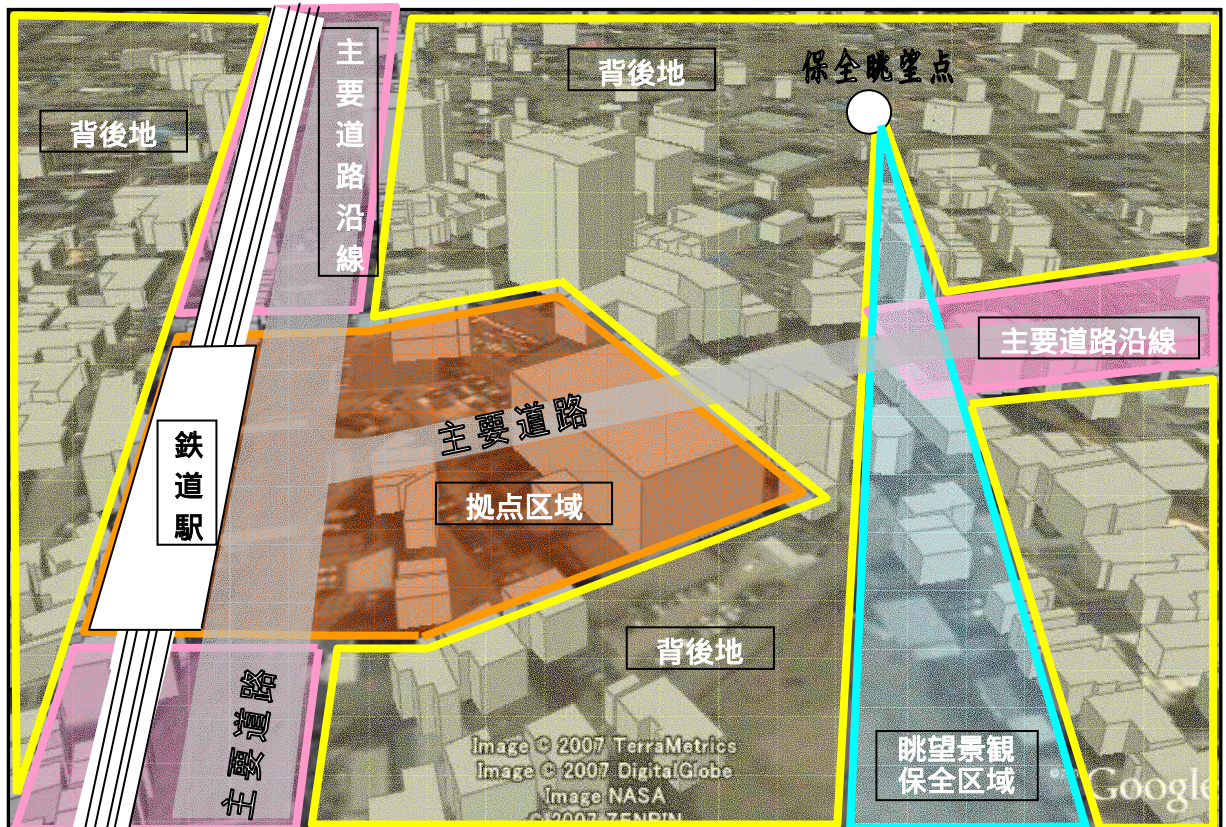 背後地
主要道路沿線
背後地
保全眺望点
主要道路沿線
主要道路
鉄道駅
拠点区域
背後地
主要道路
眺望景観
保全区域
Image © 2007 TerraMetrics
Image © 2007 DigitalGlobe
Image NASA
© 2007 ZENRIN
Google